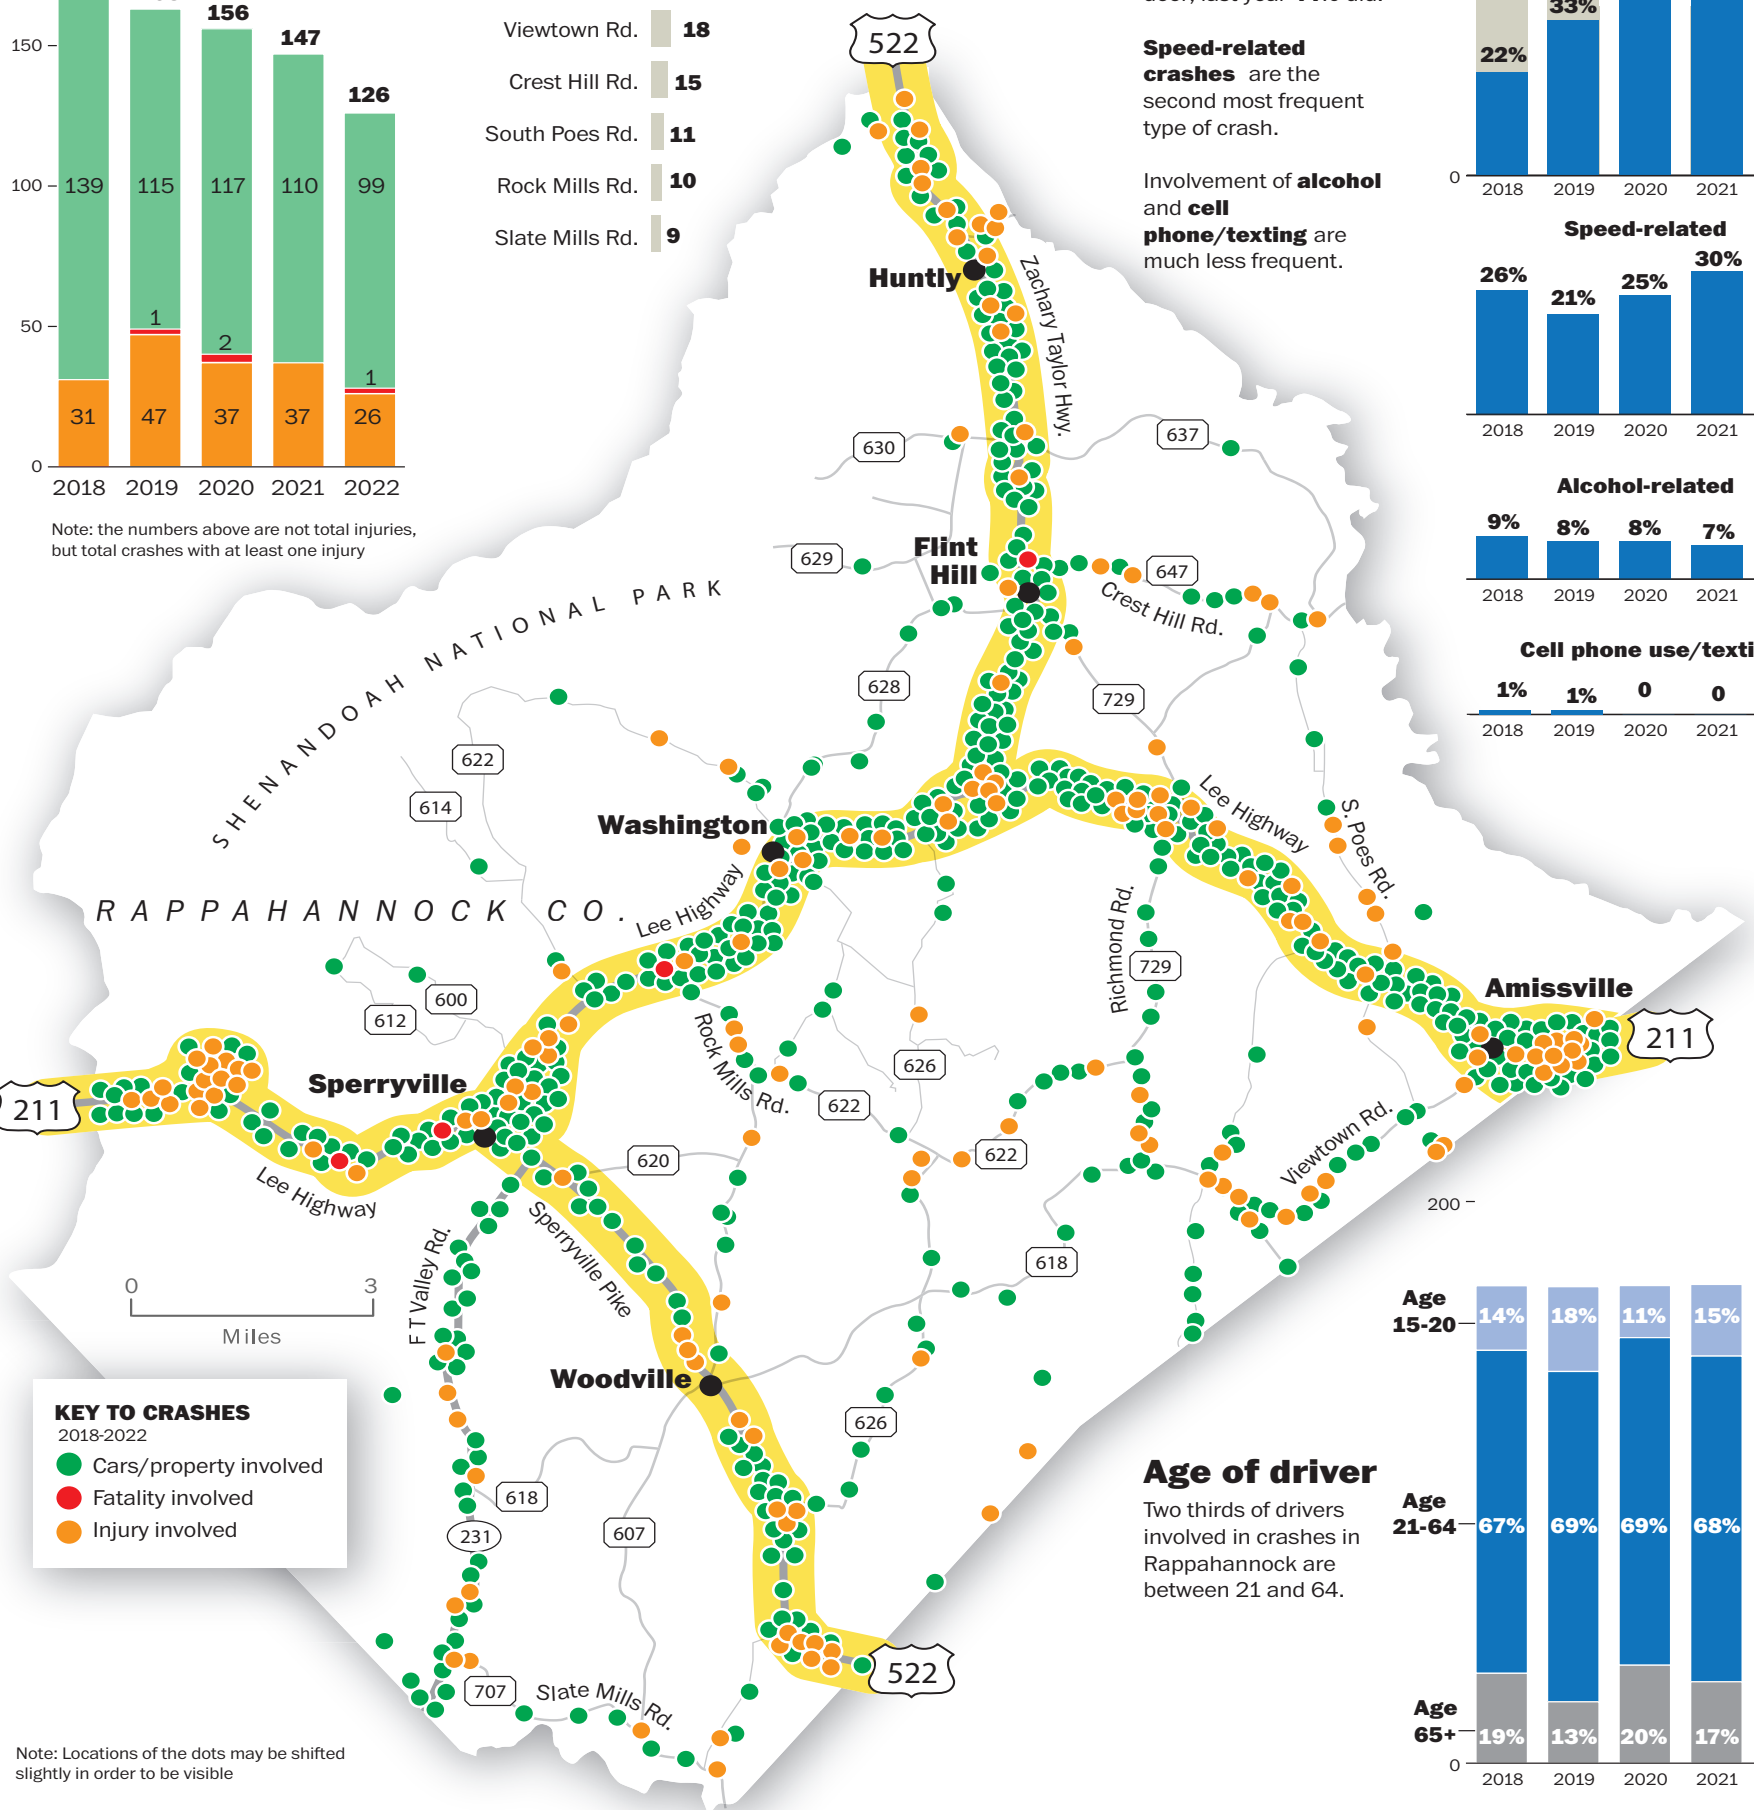 156
147
126
150
100
50
0
139
115
117
110
99
1
2
1
31
47
37
37
26
2018
2019
2020
2021
2022
Note: the numbers above are not total injuries,
but total crashes with at least one injury
Viewtown Rd.
18
Crest Hill Rd.
15
South Poes Rd.
11
Rock Mills Rd.
10
Slate Mills Rd.
9
Speed-related
crashes are the
second most frequent
type of crash.
Involvement of alcohol
and cell
phone/texting are
much less frequent.
22%
33%
0
2018
2019
2020
2021
Speed-related
26%
21%
25%
30%
2018
2019
2020
2021
Alcohol-related
9%
8%
8%
7%
2018
2019
2020
2021
Cell phone use/texti
1%
1%
0
0
2018
2019
2020
2021
522
Huntly
Zachary Taylor Hwy.
630
637
629
Flint
Hill
647
Crest Hill Rd.
SHENANDOAH NATIONAL PARK
628
729
622
614
Washington
Lee Highway
S. Poes Rd.
RAPPAHANNOCK CO.
Lee Highway
Richmond Rd.
729
Amissville
211
600
612
Rock Mills Rd.
626
Sperryville
211
622
622
Viewtown Rd.
620
Lee Highway
Sperryville Pike
F T Valley Rd.
618
0
3
Miles
Woodville
626
KEY TO CRASHES
2018-2022
Cars/property involved
Fatality involved
Injury involved
618
231
607
522
707
Slate Mills Rd.
Note: Locations of the dots may be shifted
slightly in order to be visible
Age of driver
Two thirds of drivers
involved in crashes in
Rappahannock are
between 21 and 64.
200
Age
15-20
14%
18%
11%
15%
Age
21-64
67%
69%
69%
68%
Age
65+
19%
13%
20%
17%
0
2018
2019
2020
2021